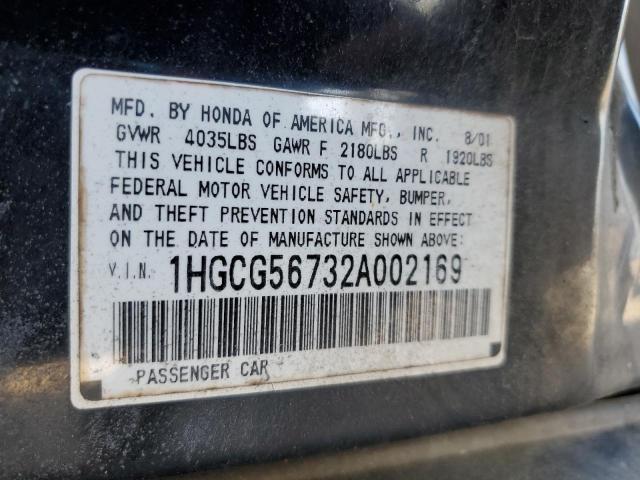 MFD. BY HONDA OF AMERICA MFG., INC. 8/01
GVWR 4035LBS GAWR F 2180LBS R 1920LBS
THIS VEHICLE CONFORMS TO ALL APPLICABLE
FEDERAL MOTOR VEHICLE SAFETY, BUMPER,
AND THEFT PREVENTION STANDARDS IN EFFECT
ON THE DATE OF MANUFACTURE SHOWN ABOVE:
V.I.N. 1HGCG56732A002169
PASSENGER CAR